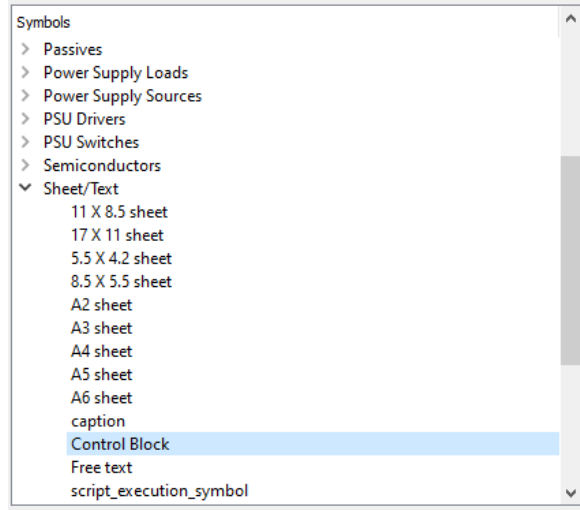 Symbols
Passives
Power Supply Loads
Power Supply Sources
PSU Drivers
PSU Switches
Semiconductors
Sheet/Text
11 X 8.5 sheet
17 X 11 sheet
5.5 X 4.2 sheet
8.5 X 5.5 sheet
A2 sheet
A3 sheet
A4 sheet
A5 sheet
A6 sheet
caption
Control Block
Free text
script_execution_symbol